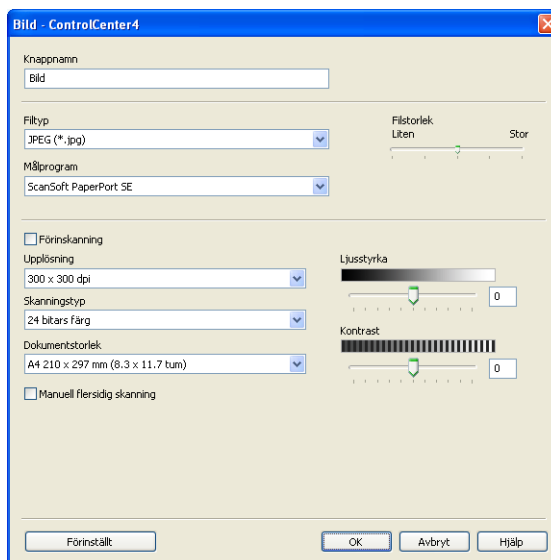 Bild - ControlCenter4
Knappnamn
Bild
Filtyp
JPEG (*.jpg)
Filstorlek
Liten Stor
Målprogram
ScanSoft PaperPort SE
Förinskanning
Upplösning
300 x 300 dpi
Skanningstyp
24 bitars färg
Dokumentstorlek
A4 210 x 297 mm (8.3 x 11.7 tum)
Manuell flersidig skanning
Ljusstyrka
0
Kontrast
0
Förinställt OK Avbryt Hjälp